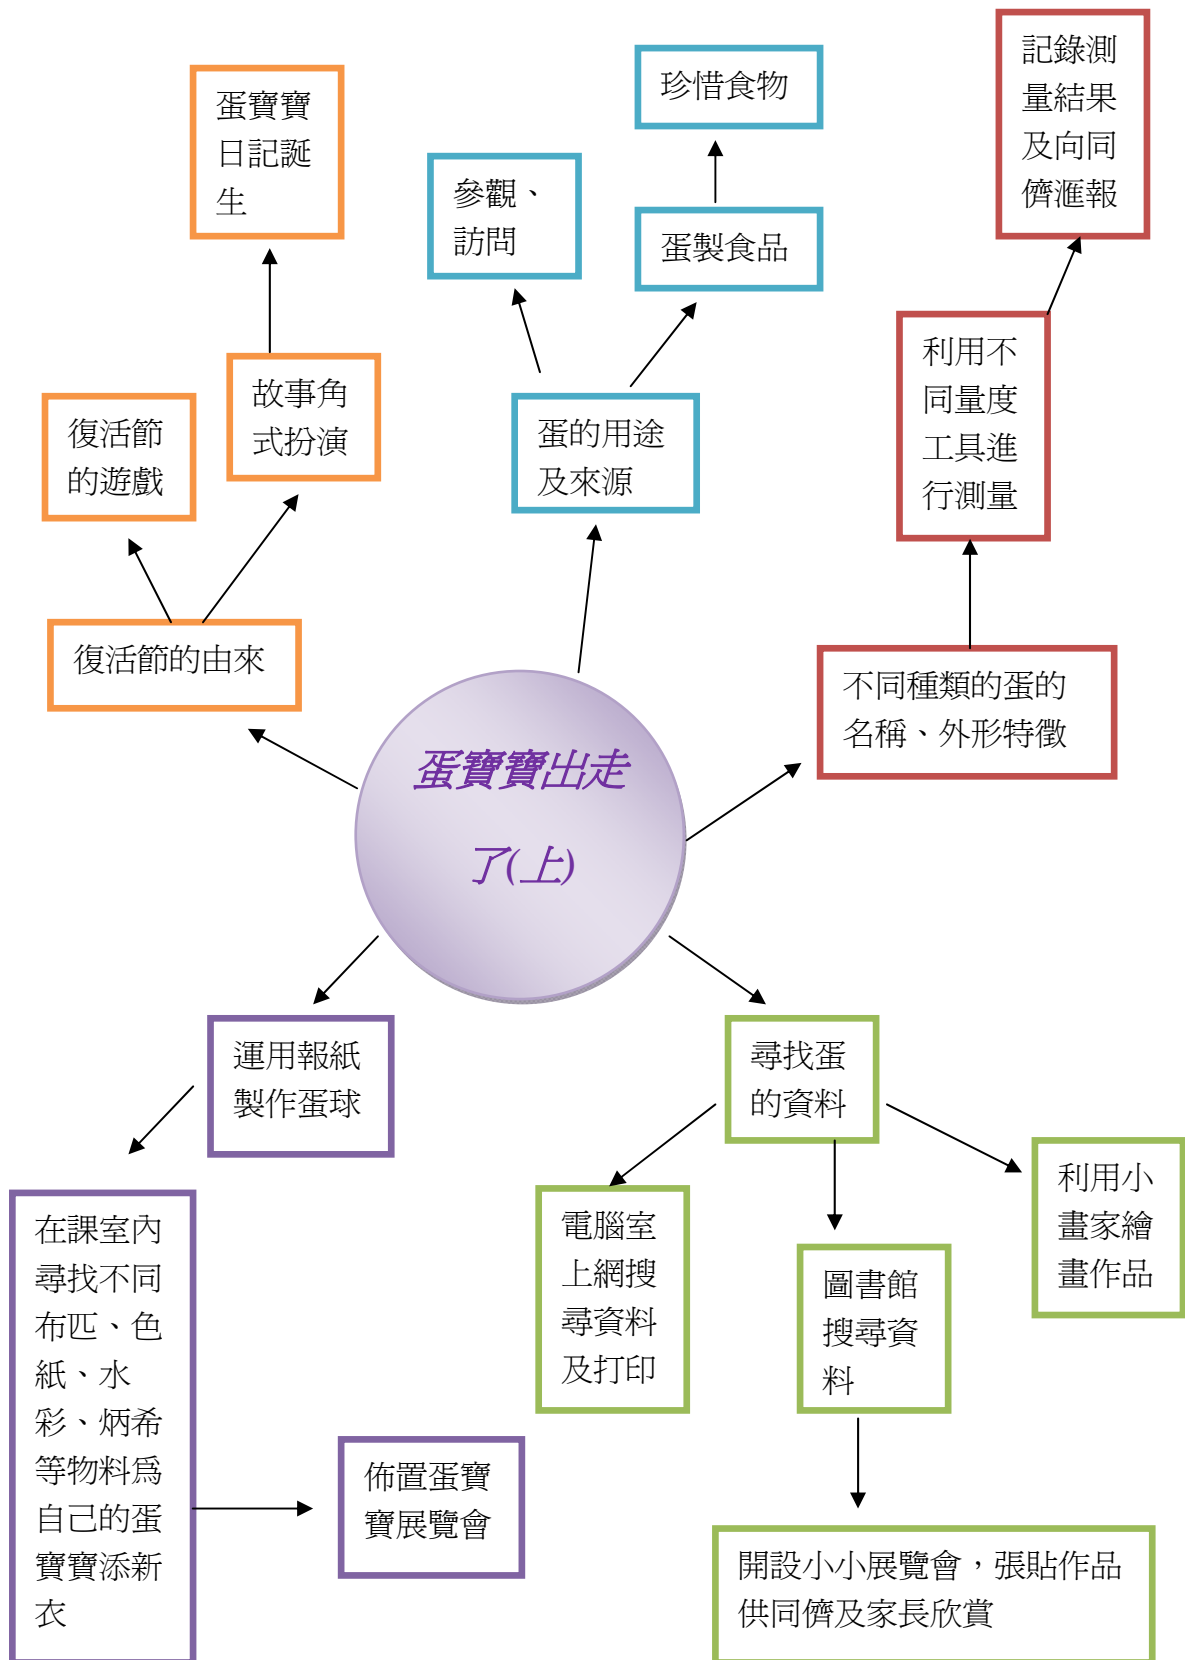 記錄測
量結果
及向同
儕滙報
珍惜食物
蛋寶寶
日記誕
生
參觀、
訪問
蛋製食品
利用不
同量度
工具進
行測量
故事角
式扮演
復活節
的遊戲
蛋的用途
及來源
復活節的由來
不同種類的蛋的
名稱、外形特徵
蛋寶寶出走
了(上)
運用報紙
製作蛋球
尋找蛋
的資料
利用小
畫家繪
畫作品
電腦室
上網搜
尋資料
及打印
圖書館
搜尋資
料
在課室內
尋找不同
布匹、色
紙、水
彩、炳希
等物料為
自己的蛋
寶寶添新
衣
佈置蛋寶
寶展覽會
開設小小展覽會，張貼作品
供同儕及家長欣賞